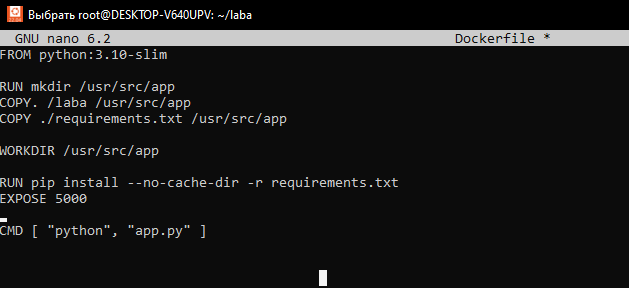 Выбрать root@DESKTOP-V640UPV: ~/laba
GNU nano 6.2 Dockerfile *
FROM python:3.10-slim
RUN mkdir /usr/src/app
COPY. /laba /usr/src/app
COPY ./requirements.txt /usr/src/app
WORKDIR /usr/src/app
RUN pip install --no-cache-dir -r requirements.txt
EXPOSE 5000
CMD [ "python", "app.py" ]